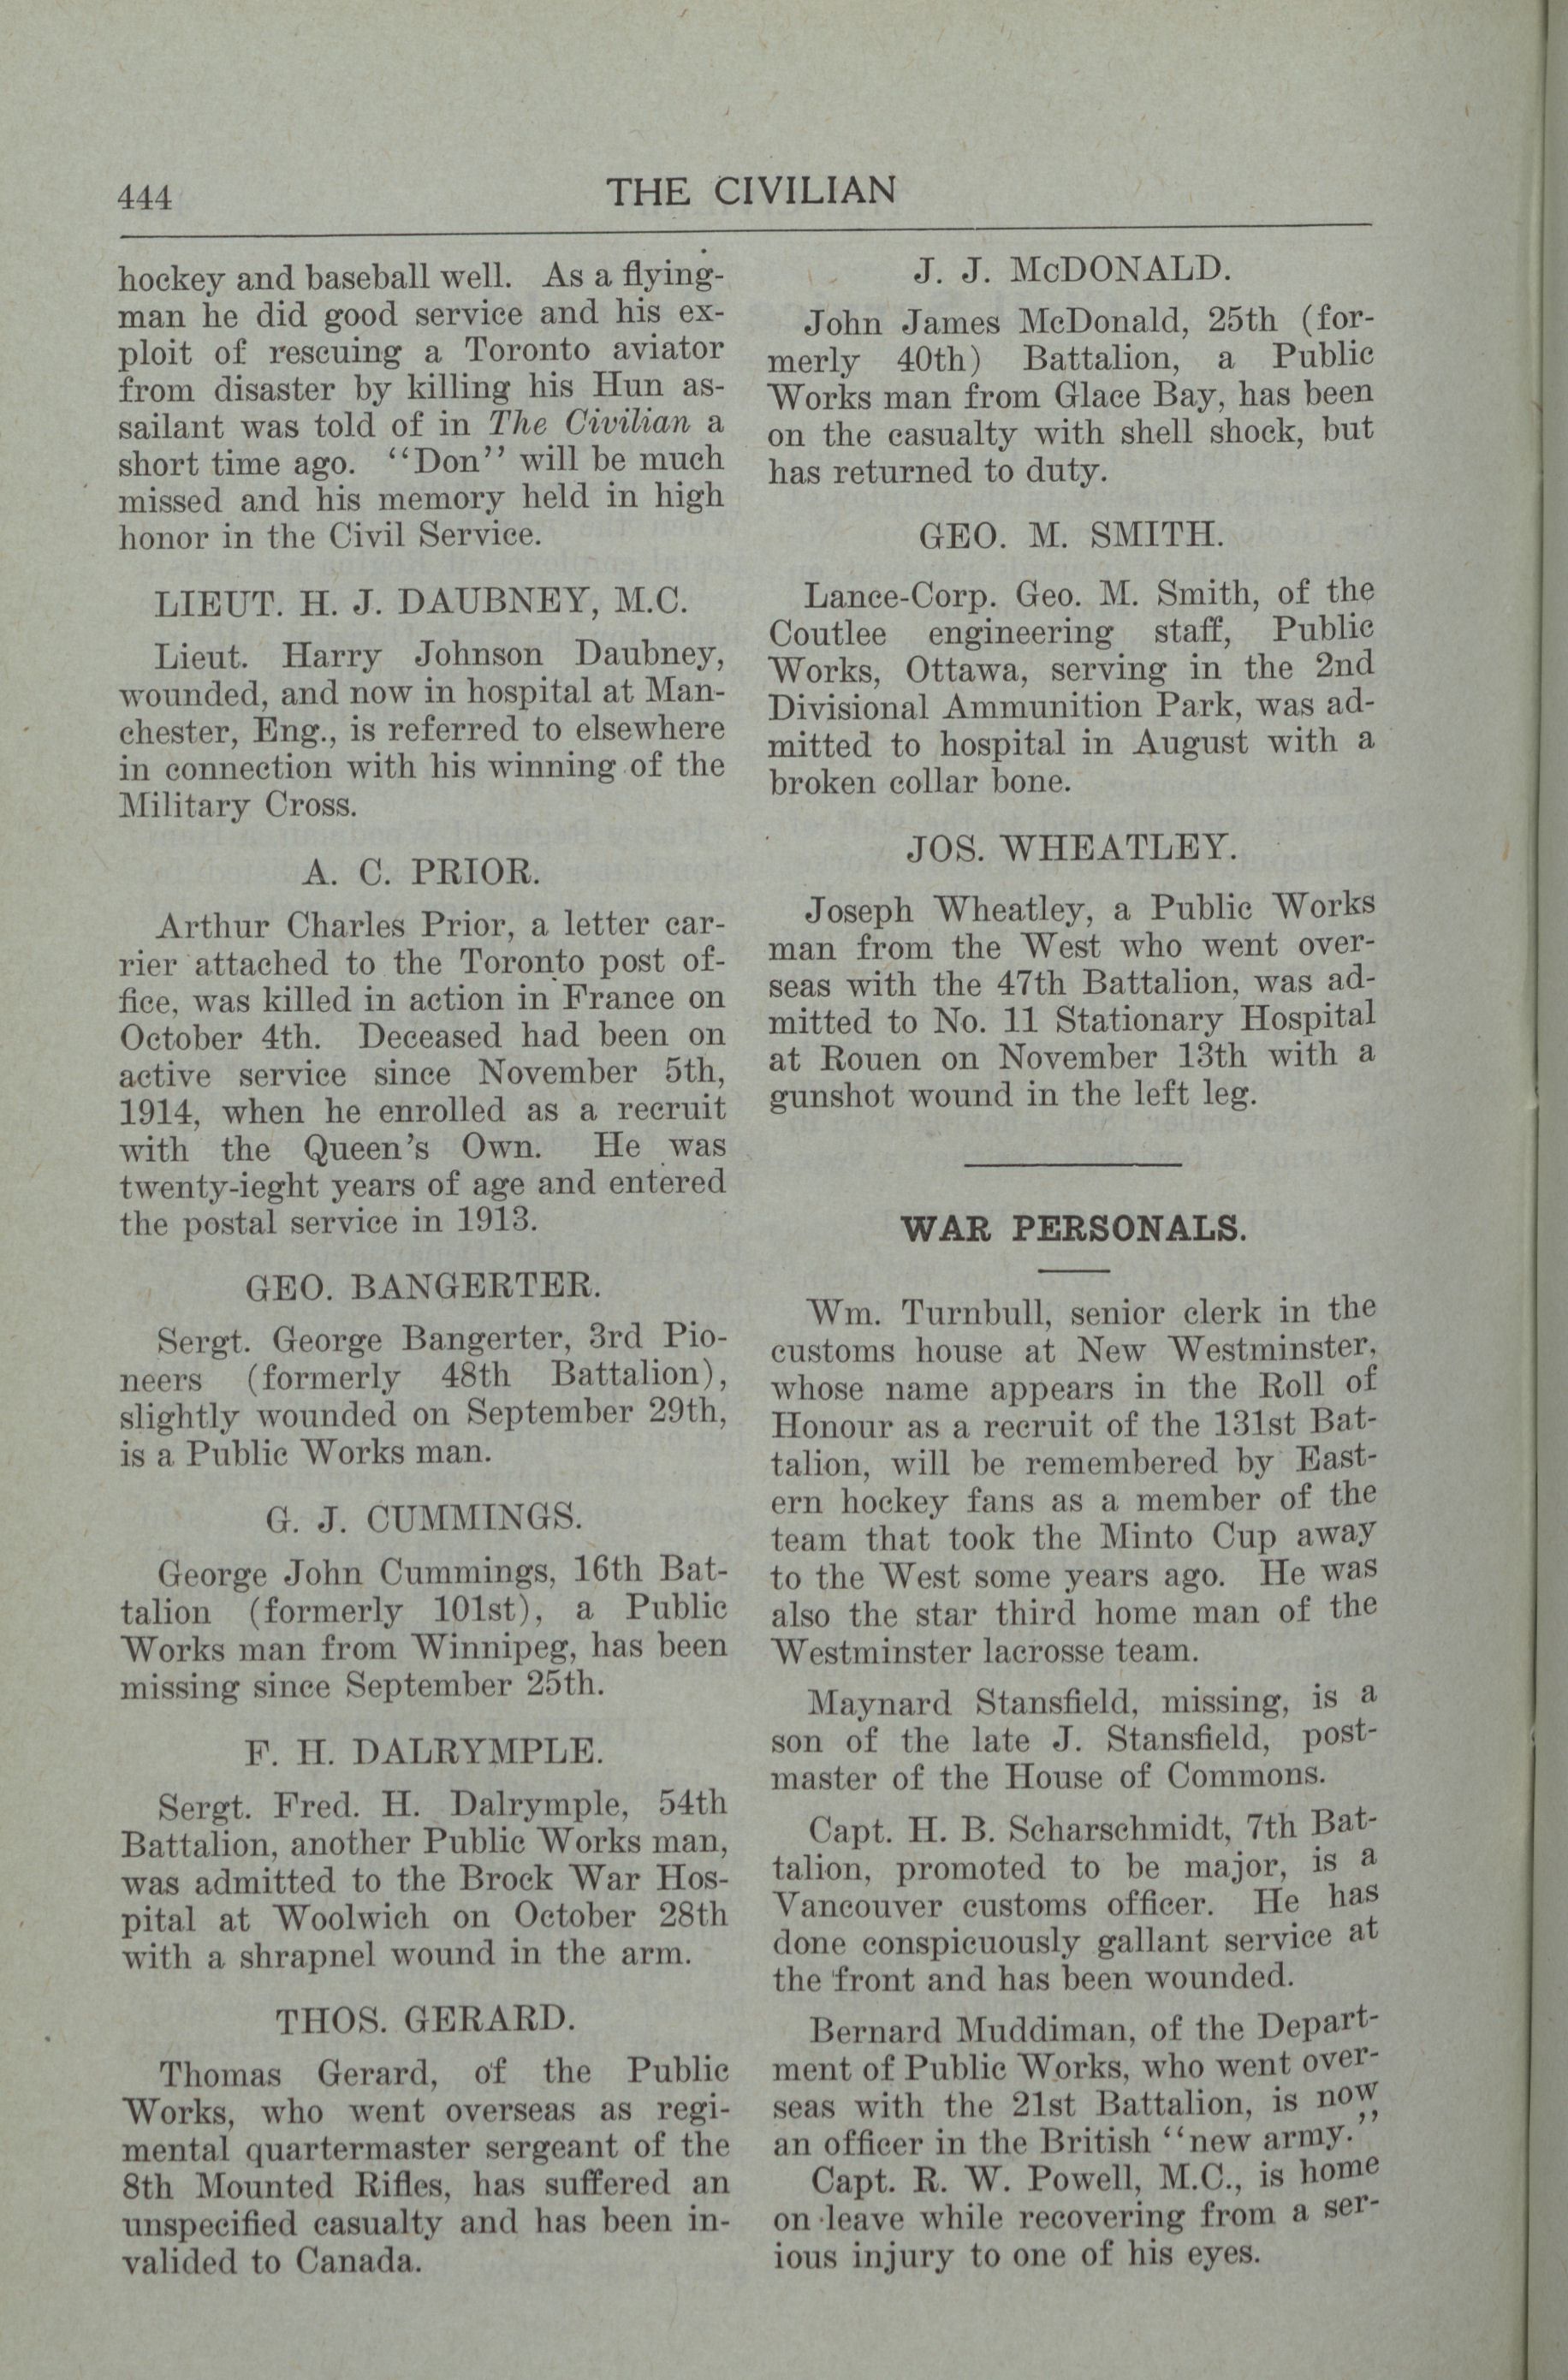 444
THE CIVILIAN
hockey and baseball well. As a flying-
man he did good service and his ex-
ploit of rescuing a Toronto aviator
from disaster by killing his Hun as-
sailant was told of in The Civilian a
short time ago. ‘‘Don’’ will be much
missed and his memory held in high
honor in the Civil Service.
LIEUT. H. J. DAUBNEY, M.C.
Lieut. Harry Johnson Daubney,
wounded, and now in hospital at Man-
chester, Eng., is referred to elsewhere
in connection with his winning of the
Military Cross.
A. C. PRIOR.
Arthur Charles Prior, a letter car-
rier attached to the Toronto post of-
fice, was killed in action in France on
October 4th. Deceased had been on
active service since November 5th,
1914, when he enrolled as a recruit
with the Queen’s Own. He was
twenty-ieght years of age and entered
the postal service in 1913.
GEO. BANGERTER.
Sergt. George Bangerter, 3rd Pio-
neers (formerly 48th Battalion),
slightly wounded on September 29th,
is a Public Works man.
G. J. CUMMINGS.
George John Cummings, 16th Bat-
talion (formerly 101st), a Public
Works man from Winnipeg, has been
missing since September 25th.
F. H. DALRYMPLE.
Sergt. Fred. H. Dalrymple, 54th
Battalion, another Public Works man,
was admitted to the Brock War Hos-
pital at Woolwich on October 28th
with a shrapnel wound in the arm.
THOS. GERARD.
Thomas Gerard, of the Public
Works, who went overseas as regi-
mental quartermaster sergeant of the
8th Mounted Rifles, has suffered an
unspecified casualty and has been in-
valided to Canada.
J. J. McDONALD.
John James McDonald, 25th (for-
merly 40th) Battalion, a Public
Works man from Glace Bay, has been
on the casualty with shell shock, but
has returned to duty.
GEO. M. SMITH.
Lance-Corp. Geo. M. Smith, of the
Coutlee engineering staff, Public
Works, Ottawa, serving in the 2nd
Divisional Ammunition Park, was ad-
mitted to hospital in August with a
broken collar bone.
JOS. WHEATLEY.
Joseph Wheatley, a Public Works
man from the West who went over-
seas with the 47th Battalion, was ad-
mitted to No. 11 Stationary Hospital
at Rouen on November 13th with a
gunshot wound in the left leg.
WAR PERSONALS.
Wm. Turnbull, senior clerk in the
customs house at New Westminster,
whose name appears in the Roll of
Honour as a recruit of the 131st Bat-
talion, will be remembered by East-
ern hockey fans as a member of the
team that took the Minto Cup away
to the West some years ago. He was
also the star third home man of the
Westminster lacrosse team.
Maynard Stansfield, missing, is a
son of the late J. Stansfield, post-
master of the House of Commons.
Capt. H. B. Scharschmidt, 7th Bat-
talion, promoted to be major, is a
Vancouver customs officer. He has
done conspicuously gallant service at
the front and has been wounded.
Bernard Muddiman, of the Depart-
ment of Public Works, who went over-
seas with the 21st Battalion, is now
an officer in the British ‘‘new army.’’
Capt. R. W. Powell, M.C., is home
on leave while recovering from a ser-
ious injury to one of his eyes.